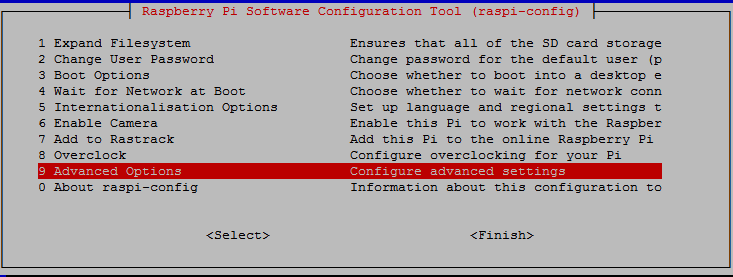 Raspberry Pi Software Configuration Tool (raspi-config)
1 Expand Filesystem Ensures that all of the SD card storage
2 Change User Password Change password for the default user (p
3 Boot Options Choose whether to boot into a desktop e
4 Wait for Network at Boot Choose whether to wait for network conn
5 Internationalisation Options Set up language and regional settings t
6 Enable Camera Enable this Pi to work with the Raspber
7 Add to Rastrack Add this Pi to the online Raspberry Pi
8 Overclock Configure overclocking for your Pi
9 Advanced Options Configure advanced settings
0 About raspi-config Information about this configuration to
<Select> <Finish>